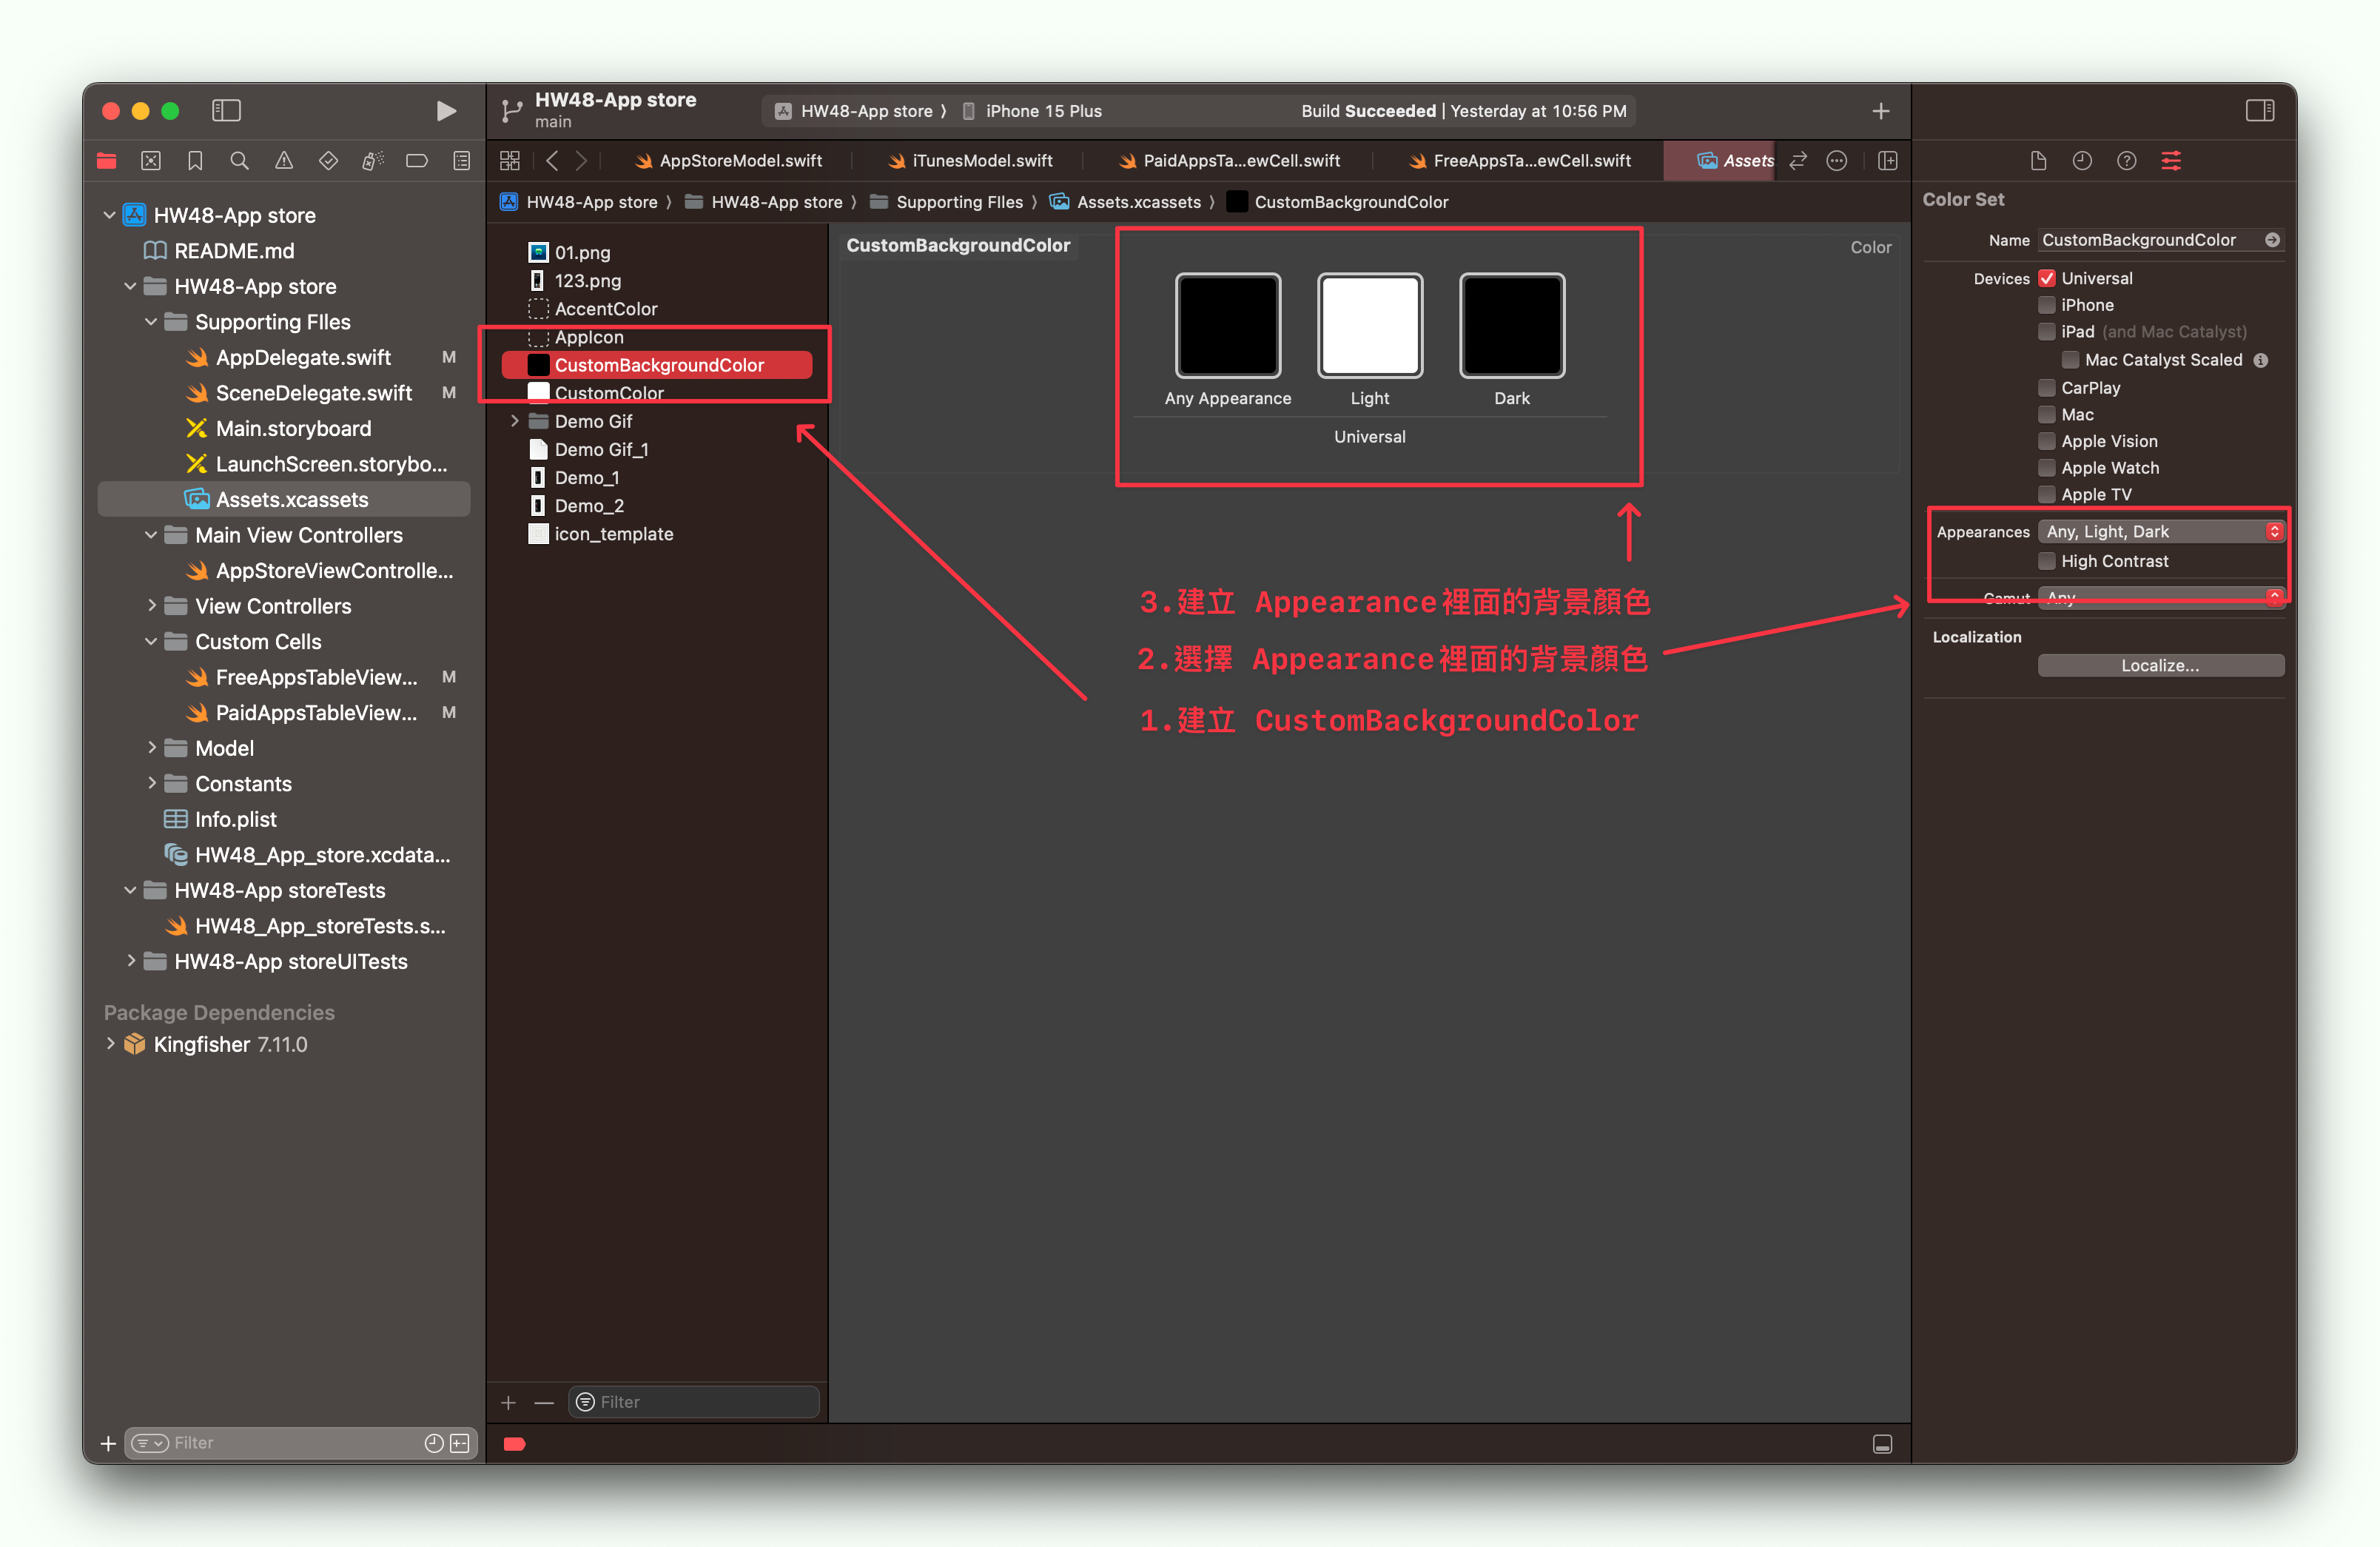 HW48-App store
main
HW48-App store 〉 iPhone 15 Plus
Build Succeeded | Yesterday at 10:56 PM
AppStoreModel.swift
iTunesModel.swift
PaidAppsTa...ewCell.swift
FreeAppsTa...ewCell.swift
Assets
HW48-App store 〉 HW48-App store 〉 Supporting FIles 〉 Assets.xcassets 〉 CustomBackgroundColor
HW48-App store
README.md
HW48-App store
Supporting FIles
AppDelegate.swift M
SceneDelegate.swift M
Main.storyboard
LaunchScreen.storybo...
Assets.xcassets
Main View Controllers
AppStoreViewControlle...
View Controllers
Custom Cells
FreeAppsTableView... M
PaidAppsTableView... M
Model
Constants
Info.plist
HW48_App_store.xcdata...
HW48-App storeTests
HW48_App_storeTests.s...
HW48-App storeUITests
Package Dependencies
Kingfisher 7.11.0
Filter
01.png
123.png
AccentColor
AppIcon
CustomBackgroundColor
CustomColor
Demo Gif
Demo Gif_1
Demo_1
Demo_2
icon_template
Filter
CustomBackgroundColor
Color
Any Appearance
Light
Dark
Universal
3.建立 Appearance裡面的背景顏色
2.選擇 Appearance裡面的背景顏色
1.建立 CustomBackgroundColor
Color Set
Name CustomBackgroundColor
Devices Universal
iPhone
iPad (and Mac Catalyst)
Mac Catalyst Scaled
CarPlay
Mac
Apple Vision
Apple Watch
Apple TV
Appearances Any, Light, Dark
High Contrast
Gamut Any
Localization
Localize...